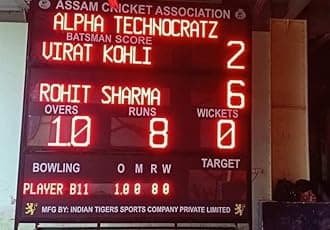 ASSAM CRICKET ASSOCIATION
ALPHA TECHNOCRATZ
BATSMAN SCORE
VIRAT KOHLI 2
ROHIT SHARMA 6
OVERS RUNS WICKETS
1.0 8 0
BOWLING O M R W TARGET
PLAYER B11 1.0 0 8 0
MFG BY: INDIAN TIGERS SPORTS COMPANY PRIVATE LIMITED